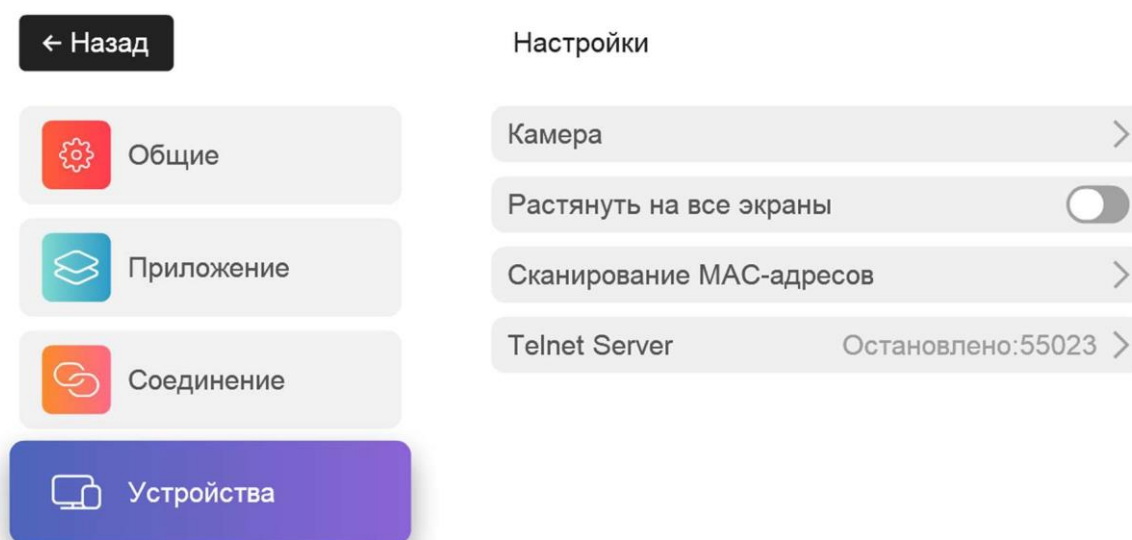 ← Назад
Настройки
Общие
Приложение
Соединение
Устройства
Камера
Растянуть на все экраны
Сканирование MAC-адресов
Telnet Server Остановлено:55023